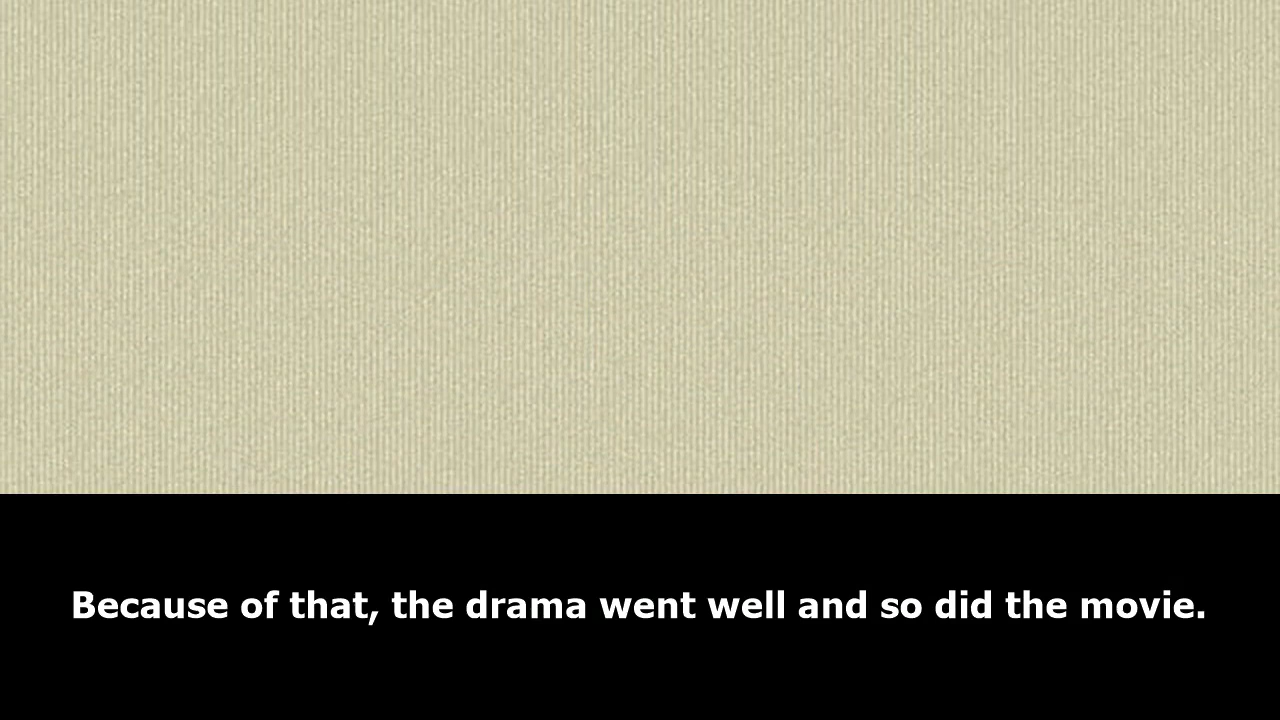 Because of that, the drama went well and so did the movie.